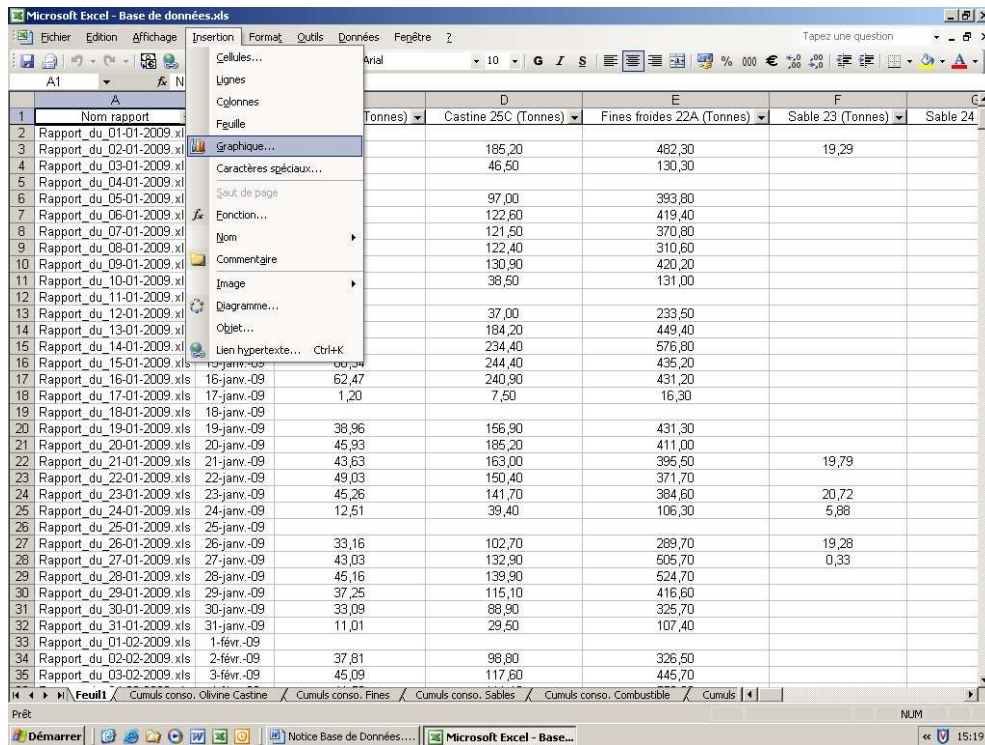 Microsoft Excel - Base de données.xls
Fichier Edition Affichage Insertion Format Outils Données Fenêtre ? Tapez une question
Arial 10 G I S % 000 €
A1 fx N
A D E F G
1 Nom rapport Tonnes) Castine 25C (Tonnes) Fines froides 22A (Tonnes) Sable 23 (Tonnes) Sable 24
Cellules...
Lignes
Colonnes
Feuille
Graphique...
Caractères spéciaux...
Saut de page
Fonction...
Nom
Commentaire
Image
Diagramme...
Objet...
Lien hypertexte... Ctrl+K
2 Rapport_du_01-01-2009.xl
3 Rapport_du_02-01-2009.xl 185,20 482,30 19,29
4 Rapport_du_03-01-2009.xl 46,50 130,30
5 Rapport_du_04-01-2009.xl
6 Rapport_du_05-01-2009.xl 97,00 393,80
7 Rapport_du_06-01-2009.xl 122,60 419,40
8 Rapport_du_07-01-2009.xl 121,50 370,80
9 Rapport_du_08-01-2009.xl 122,40 310,60
10 Rapport_du_09-01-2009.xl 130,90 420,20
11 Rapport_du_10-01-2009.xl 38,50 131,00
12 Rapport_du_11-01-2009.xl
13 Rapport_du_12-01-2009.xl 37,00 233,50
14 Rapport_du_13-01-2009.xl 184,20 449,40
15 Rapport_du_14-01-2009.xl 234,40 576,80
16 Rapport_du_15-01-2009.xls 15-janv.-09 244,40 435,20
17 Rapport_du_16-01-2009.xls 16-janv.-09 62,47 240,90 431,20
18 Rapport_du_17-01-2009.xls 17-janv.-09 1,20 7,50 16,30
19 Rapport_du_18-01-2009.xls 18-janv.-09
20 Rapport_du_19-01-2009.xls 19-janv.-09 38,96 156,90 431,30
21 Rapport_du_20-01-2009.xls 20-janv.-09 45,93 185,20 411,00
22 Rapport_du_21-01-2009.xls 21-janv.-09 43,63 163,00 395,50 19,79
23 Rapport_du_22-01-2009.xls 22-janv.-09 49,03 150,40 371,70
24 Rapport_du_23-01-2009.xls 23-janv.-09 45,26 141,70 384,60 20,72
25 Rapport_du_24-01-2009.xls 24-janv.-09 12,51 39,40 106,30 5,88
26 Rapport_du_25-01-2009.xls 25-janv.-09
27 Rapport_du_26-01-2009.xls 26-janv.-09 33,16 102,70 289,70 19,28
28 Rapport_du_27-01-2009.xls 27-janv.-09 43,03 132,90 505,70 0,33
29 Rapport_du_28-01-2009.xls 28-janv.-09 45,16 139,90 524,70
30 Rapport_du_29-01-2009.xls 29-janv.-09 37,25 115,10 416,60
31 Rapport_du_30-01-2009.xls 30-janv.-09 33,09 88,90 325,70
32 Rapport_du_31-01-2009.xls 31-janv.-09 11,01 29,50 107,40
33 Rapport_du_01-02-2009.xls 1-févr.-09
34 Rapport_du_02-02-2009.xls 2-févr.-09 37,81 98,80 326,50
35 Rapport_du_03-02-2009.xls 3-févr.-09 45,09 117,60 445,70
Feuil1 Cumuls conso. Olivine Castine Cumuls conso. Fines Cumuls conso. Sables Cumuls conso. Combustible Cumuls
Prêt NUM
Démarrer Notice Base de Données.... Microsoft Excel - Base... 15:19